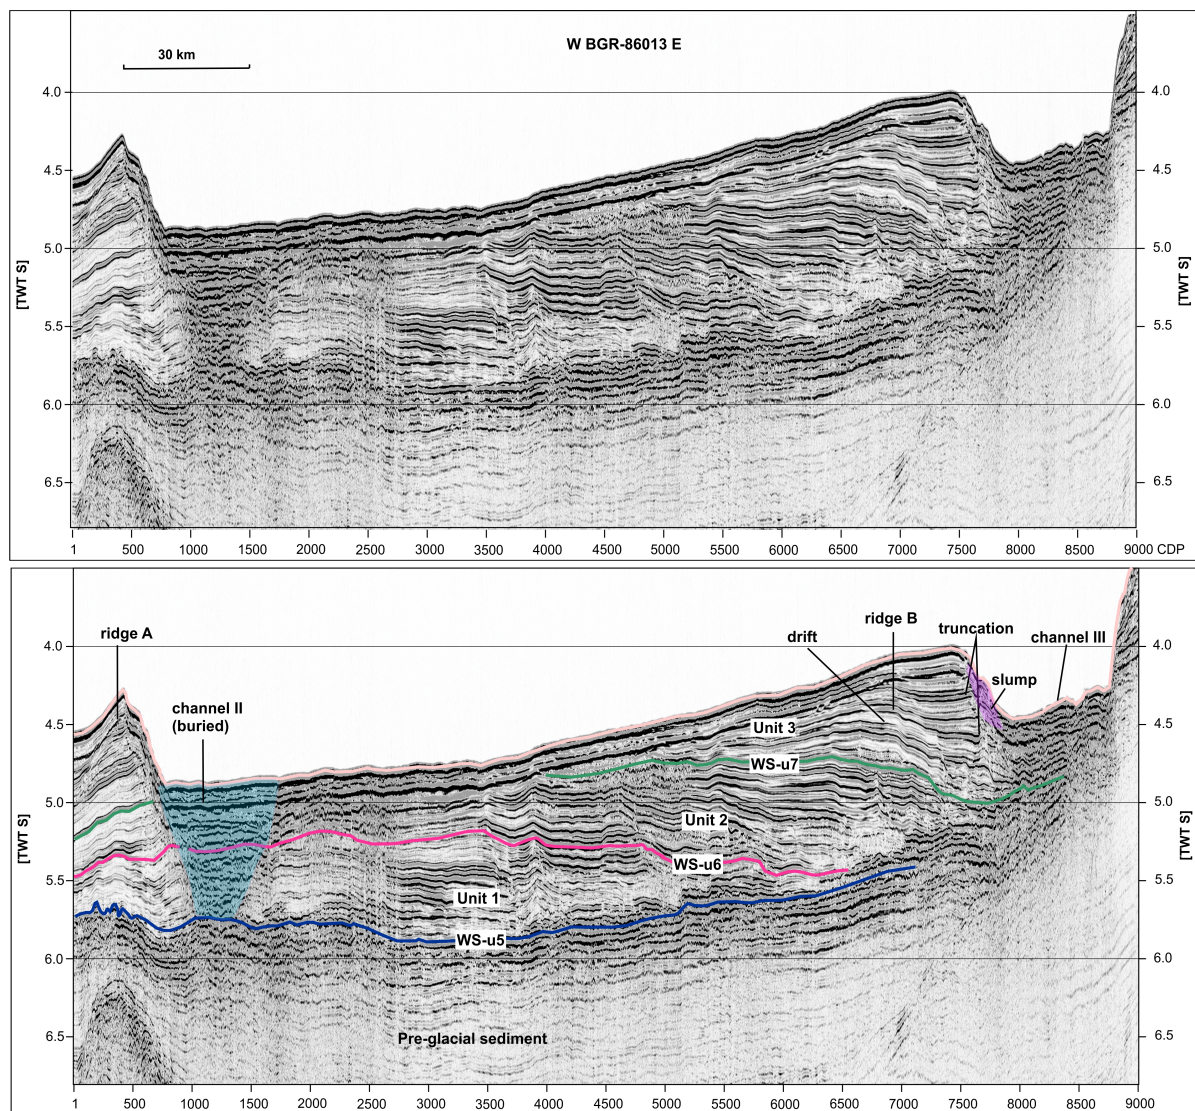 W BGR-86013 E
30 km
4.0 4.0
4.5 4.5
5.0 5.0
[TWT S] [TWT S]
5.5 5.5
6.0 6.0
6.5 6.5
1 500 1000 1500 2000 2500 3000 3500 4000 4500 5000 5500 6000 6500 7000 7500 8000 8500 9000 CDP
ridge A
channel II
(buried)
drift
ridge B
truncation
slump
channel III
4.0 4.0
4.5 4.5
Unit 3
WS-u7
5.0 5.0
Unit 2
[TWT S] [TWT S]
WS-u6
5.5 5.5
Unit 1
WS-u5
6.0 6.0
Pre-glacial sediment
6.5 6.5
1 500 1000 1500 2000 2500 3000 3500 4000 4500 5000 5500 6000 6500 7000 7500 8000 8500 9000